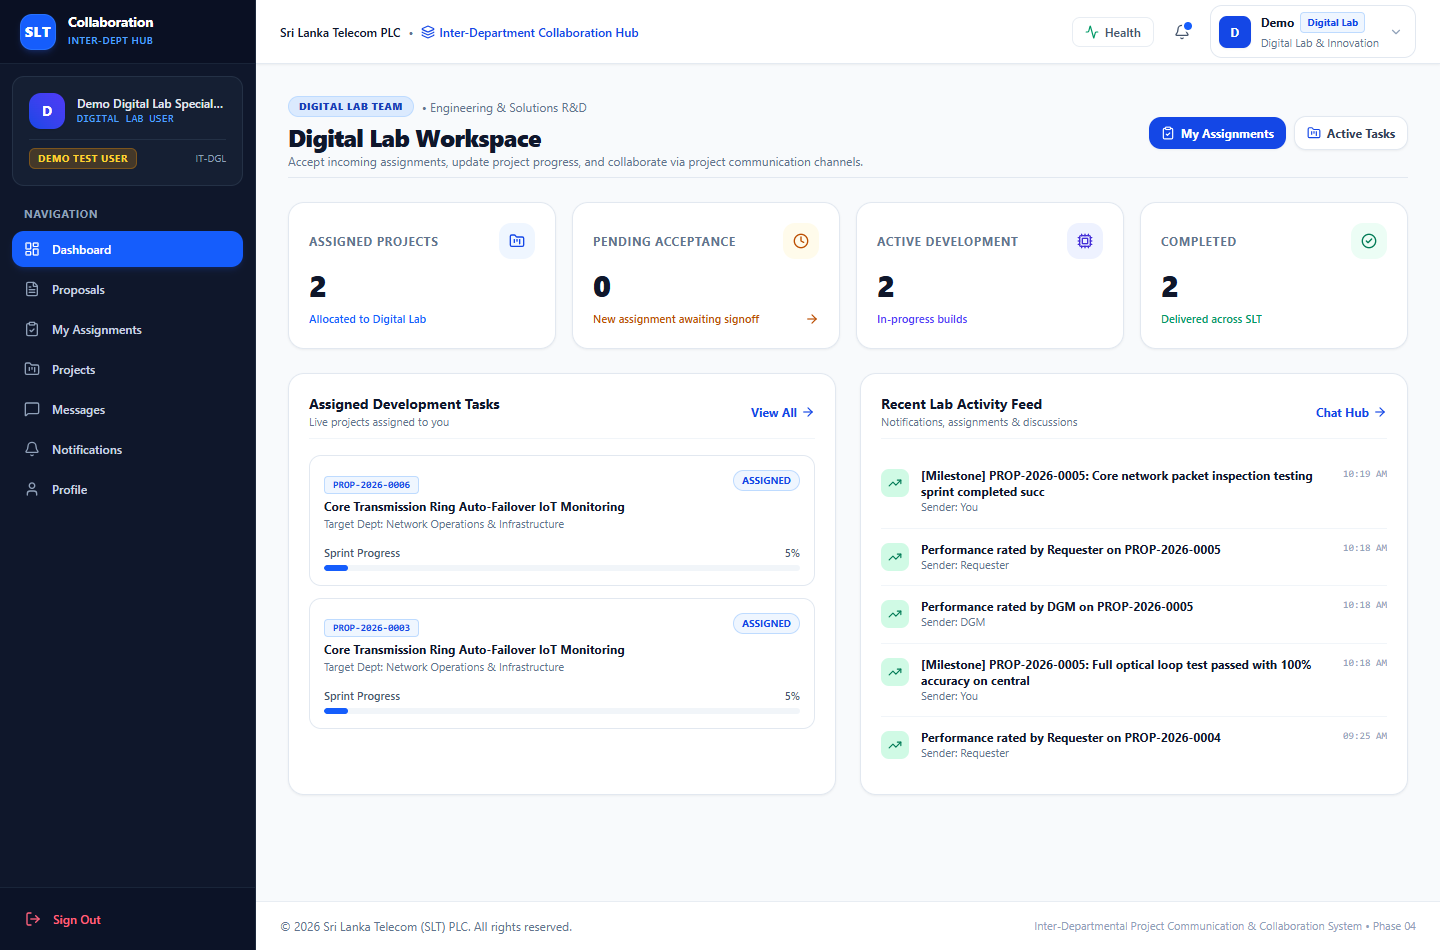 SLT
Collaboration
INTER-DEPT HUB
Demo Digital Lab Special...
D
DIGITAL LAB USER
DEMO TEST USER
IT-DGL
NAVIGATION
Dashboard
Proposals
My Assignments
Projects
Messages
Notifications
Profile
Sign Out
Sri Lanka Telecom PLC • Inter-Department Collaboration Hub
Health
D
Demo Digital Lab
Digital Lab & Innovation
DIGITAL LAB TEAM • Engineering & Solutions R&D
Digital Lab Workspace
Accept incoming assignments, update project progress, and collaborate via project communication channels.
My Assignments
Active Tasks
ASSIGNED PROJECTS
2
Allocated to Digital Lab
PENDING ACCEPTANCE
0
New assignment awaiting signoff
ACTIVE DEVELOPMENT
2
In-progress builds
COMPLETED
2
Delivered across SLT
Assigned Development Tasks
Live projects assigned to you
View All
PROP-2026-0006
ASSIGNED
Core Transmission Ring Auto-Failover IoT Monitoring
Target Dept: Network Operations & Infrastructure
Sprint Progress 5%
PROP-2026-0003
ASSIGNED
Core Transmission Ring Auto-Failover IoT Monitoring
Target Dept: Network Operations & Infrastructure
Sprint Progress 5%
Recent Lab Activity Feed
Notifications, assignments & discussions
Chat Hub
[Milestone] PROP-2026-0005: Core network packet inspection testing 10:19 AM
sprint completed succ
Sender: You
Performance rated by Requester on PROP-2026-0005 10:18 AM
Sender: Requester
Performance rated by DGM on PROP-2026-0005 10:18 AM
Sender: DGM
[Milestone] PROP-2026-0005: Full optical loop test passed with 100% 10:18 AM
accuracy on central
Sender: You
Performance rated by Requester on PROP-2026-0004 09:25 AM
Sender: Requester
© 2026 Sri Lanka Telecom (SLT) PLC. All rights reserved.
Inter-Departmental Project Communication & Collaboration System • Phase 04